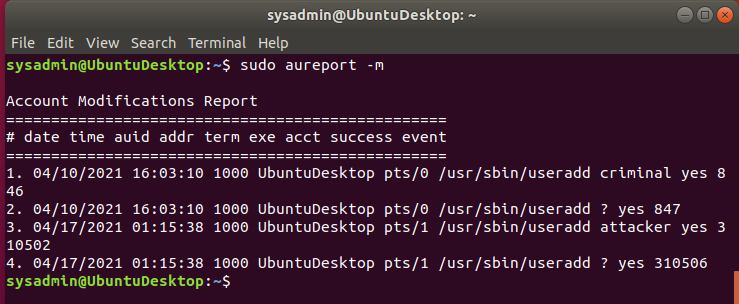 sysadmin@UbuntuDesktop: ~
File Edit View Search Terminal Help
sysadmin@UbuntuDesktop:~$ sudo aureport -m
Account Modifications Report
=================================================
# date time auid addr term exe acct success event
=================================================
1. 04/10/2021 16:03:10 1000 UbuntuDesktop pts/0 /usr/sbin/useradd criminal yes 8
46
2. 04/10/2021 16:03:10 1000 UbuntuDesktop pts/0 /usr/sbin/useradd ? yes 847
3. 04/17/2021 01:15:38 1000 UbuntuDesktop pts/1 /usr/sbin/useradd attacker yes 3
10502
4. 04/17/2021 01:15:38 1000 UbuntuDesktop pts/1 /usr/sbin/useradd ? yes 310506
sysadmin@UbuntuDesktop:~$